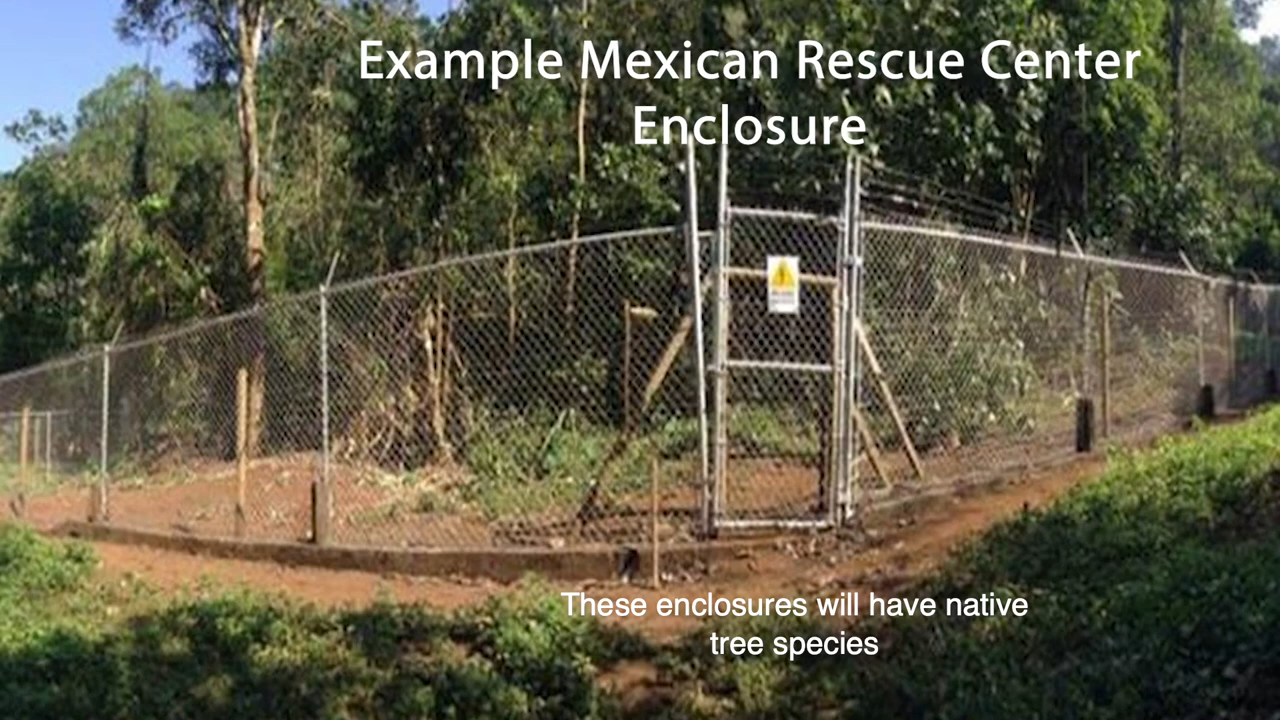 Example Mexican Rescue Center
Enclosure
These enclosures will have native
tree species